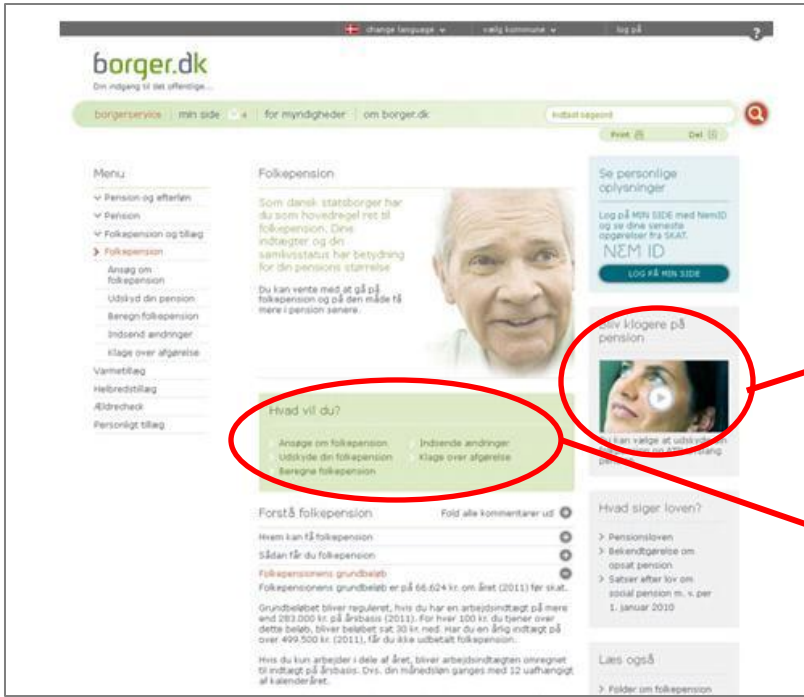 change language
vælg kommune
log på
?
borger.dk
Din indgang til det offentlige...
borgerservice
min side
4
for myndigheder
om borger.dk
Indtast søgeord
Print
Del
Menu
Pension og efterløn
Pension
Folkepension og tillæg
Folkepension
Ansøg om
folkepension
Udskyd din pension
Beregn folkepension
Indsend ændringer
Klage over afgørelse
Varmetillæg
Helbredstillæg
Ældrecheck
Personligt tillæg
Folkepension
Som dansk statsborger har
du som hovedregel ret til
folkepension. Dine
indtægter og din
samlivsstatus har betydning
for din pensions størrelse
Du kan vente med at gå på
folkepension og på den måde få
mere i pension senere.
Hvad vil du?
Ansøge om folkepension
Indsende ændringer
Udskyde din folkepension
Klage over afgørelse
Beregne folkepension
Forstå folkepension
Fold alle kommentarer ud
Hvem kan få folkepension
Sådan får du folkepension
Folkepensionens grundbeløb
Folkepensionens grundbeløb er på 66.624 kr. om året (2011) før skat.
Grundbeløbet bliver reguleret, hvis du har en arbejdsindtægt på mere
end 283.000 kr. på årsbasis (2011). For hver 100 kr. du tjener over
dette beløb, bliver beløbet sat 30 kr. ned. Har du en årlig indtægt på
over 499.500 kr. (2011), får du ikke udbetalt folkepension.
Hvis du kun arbejder i dele af året, bliver arbejdsindtægten omregnet
til indtægt på årsbasis. Dvs. din månedsløn ganges med 12 uafhængigt
af kalenderåret.
Se personlige
oplysninger
Log på MIN SIDE med NemID
og se dine seneste
opgørelser fra SKAT.
NEM ID
LOG PÅ MIN SIDE
Bliv klogere på
pension
Du kan vælge at udskyde din
Hvad siger loven?
Pensionsloven
Bekendtgørelse om
opsat pension
Satser efter lov om
social pension m. v. per
1. januar 2010
Læs også
Folder om folkepension